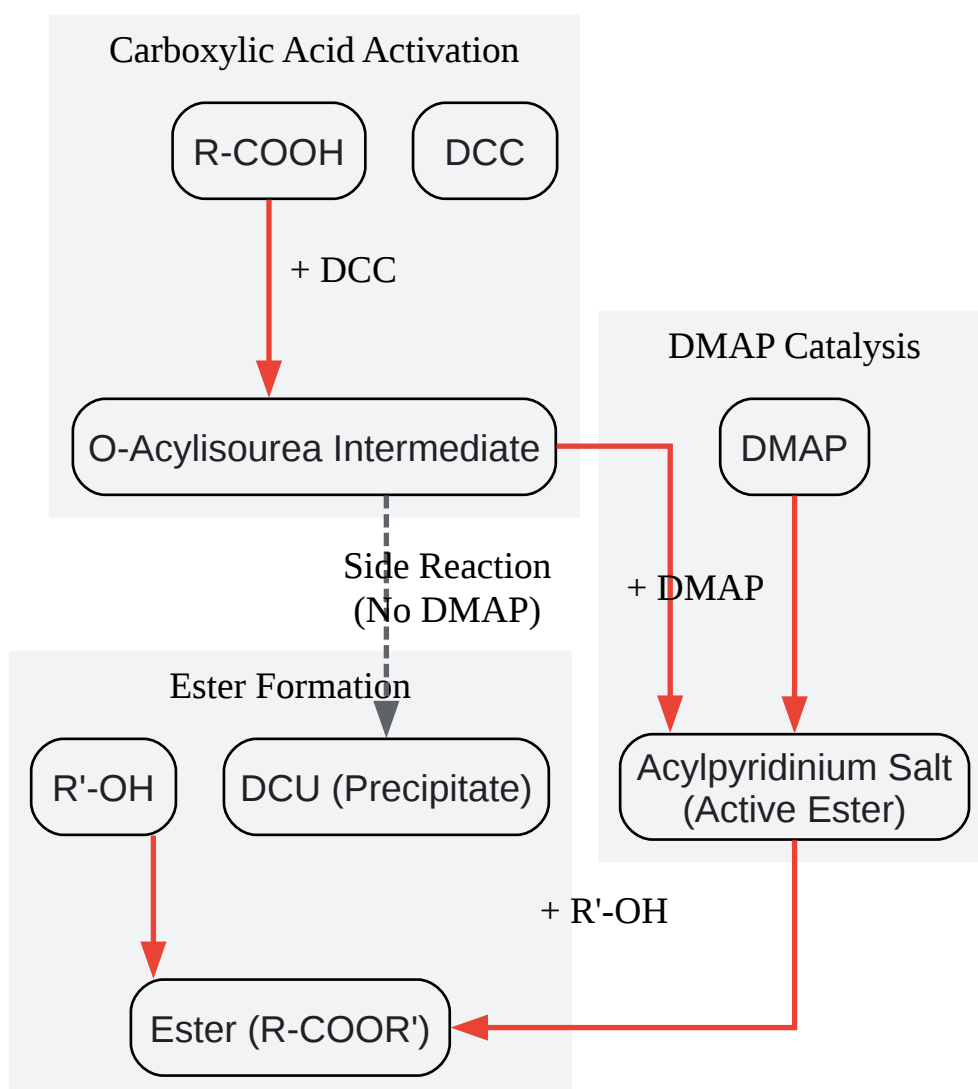 Carboxylic Acid Activation
R-COOH
DCC
+ DCC
DMAP Catalysis
O-Acylisourea Intermediate
DMAP
Side Reaction
(No DMAP)
+ DMAP
Ester Formation
R'-OH
DCU (Precipitate)
Acylpyridinium Salt
(Active Ester)
+ R'-OH
Ester (R-COOR')